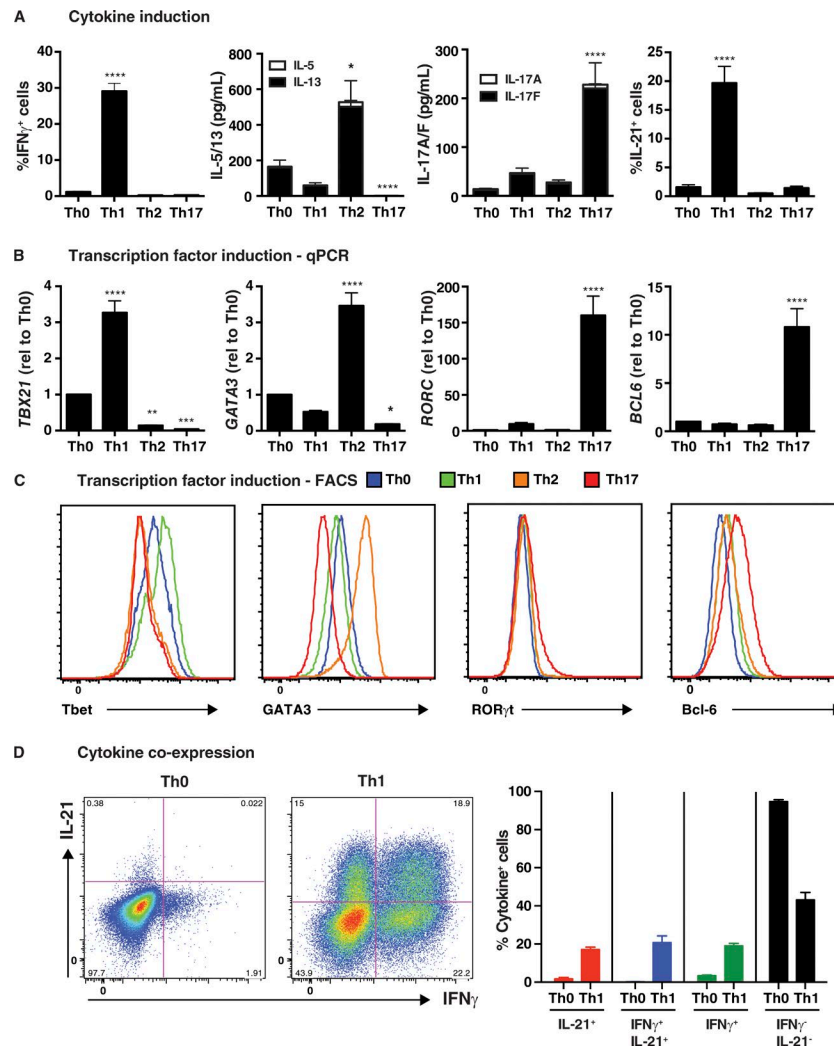 A Cytokine induction
%IFNγ⁺ cells
40
30
20
10
0
****
Th0 Th1 Th2 Th17
IL-5/13 (pg/mL)
800
600
400
200
0
IL-5
IL-13
*
****
Th0 Th1 Th2 Th17
IL-17A/F (pg/mL)
300
200
100
50
0
IL-17A
IL-17F
****
Th0 Th1 Th2 Th17
%IL-21⁺ cells
25
20
15
10
5
0
****
Th0 Th1 Th2 Th17
B Transcription factor induction - qPCR
TBX21 (rel to Th0)
4
3
2
1
0
****
**
***
Th0 Th1 Th2 Th17
GATA3 (rel to Th0)
4
3
2
1
0
****
*
Th0 Th1 Th2 Th17
RORC (rel to Th0)
200
150
100
50
0
****
Th0 Th1 Th2 Th17
BCL6 (rel to Th0)
15
10
5
0
****
Th0 Th1 Th2 Th17
C Transcription factor induction - FACS Th0 Th1 Th2 Th17
0 0 0 0
Tbet GATA3 RORγt Bcl-6
D Cytokine co-expression
Th0 Th1
IL-21
0.38 0.022
97.7 1.91
0
0
15 18.9
43.9 22.2
0
0
IFNγ
% Cytokine⁺ cells
100
80
60
40
20
0
Th0 Th1 Th0 Th1 Th0 Th1 Th0 Th1
IL-21⁺ IFNγ⁺ IFNγ⁺ IFNγ⁻
IL-21⁺ IL-21⁻